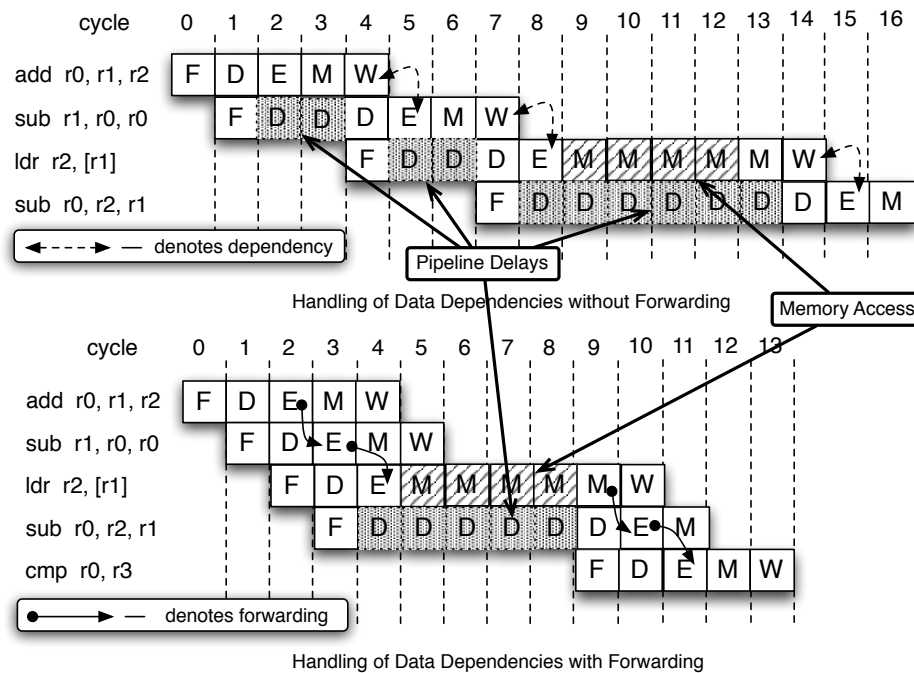 cycle 0 1 2 3 4 5 6 7 8 9 10 11 12 13 14 15 16
add r0, r1, r2 F D E M W
sub r1, r0, r0 F D D D E M W
ldr r2, [r1] F D D D E M M M M M W
sub r0, r2, r1 F D D D D D D D E M
— denotes dependency
Pipeline Delays
Handling of Data Dependencies without Forwarding
Memory Access
cycle 0 1 2 3 4 5 6 7 8 9 10 11 12 13
add r0, r1, r2 F D E M W
sub r1, r0, r0 F D E M W
ldr r2, [r1] F D E M M M M M W
sub r0, r2, r1 F D D D D D D E M
cmp r0, r3 F D E M W
— denotes forwarding
Handling of Data Dependencies with Forwarding